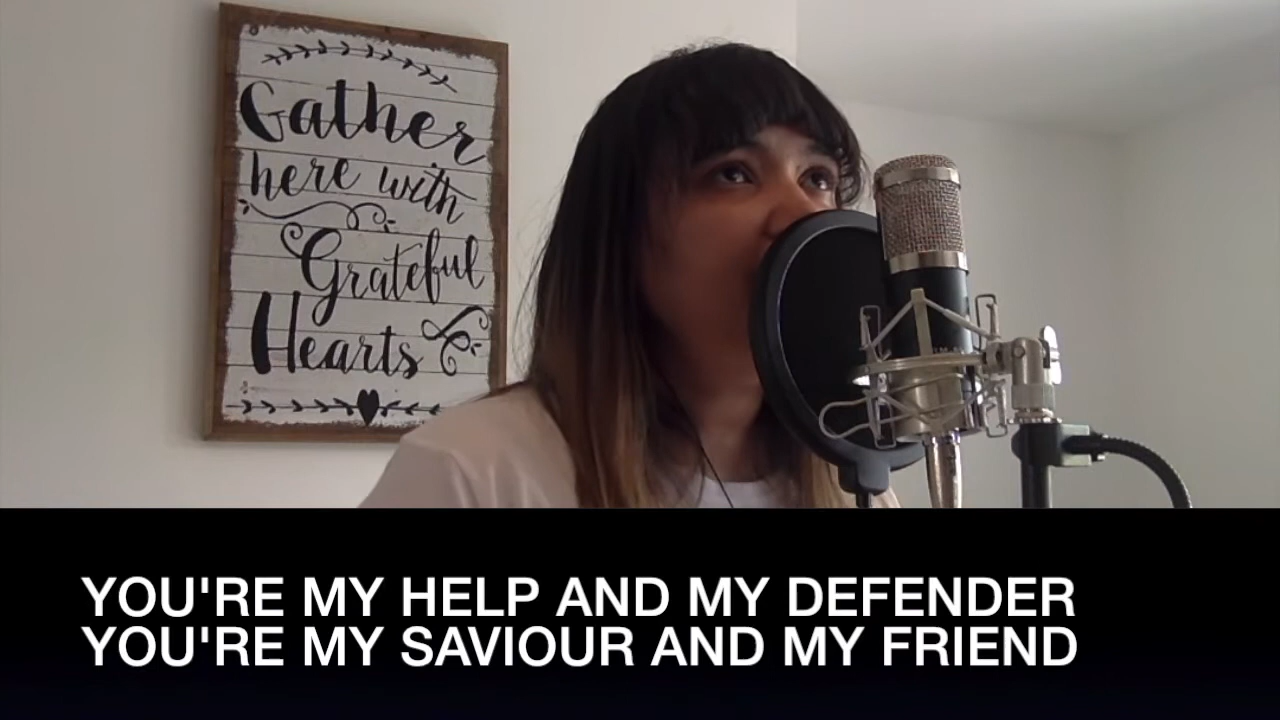 Gather
here with
Grateful
Hearts
YOU'RE MY HELP AND MY DEFENDER
YOU'RE MY SAVIOUR AND MY FRIEND